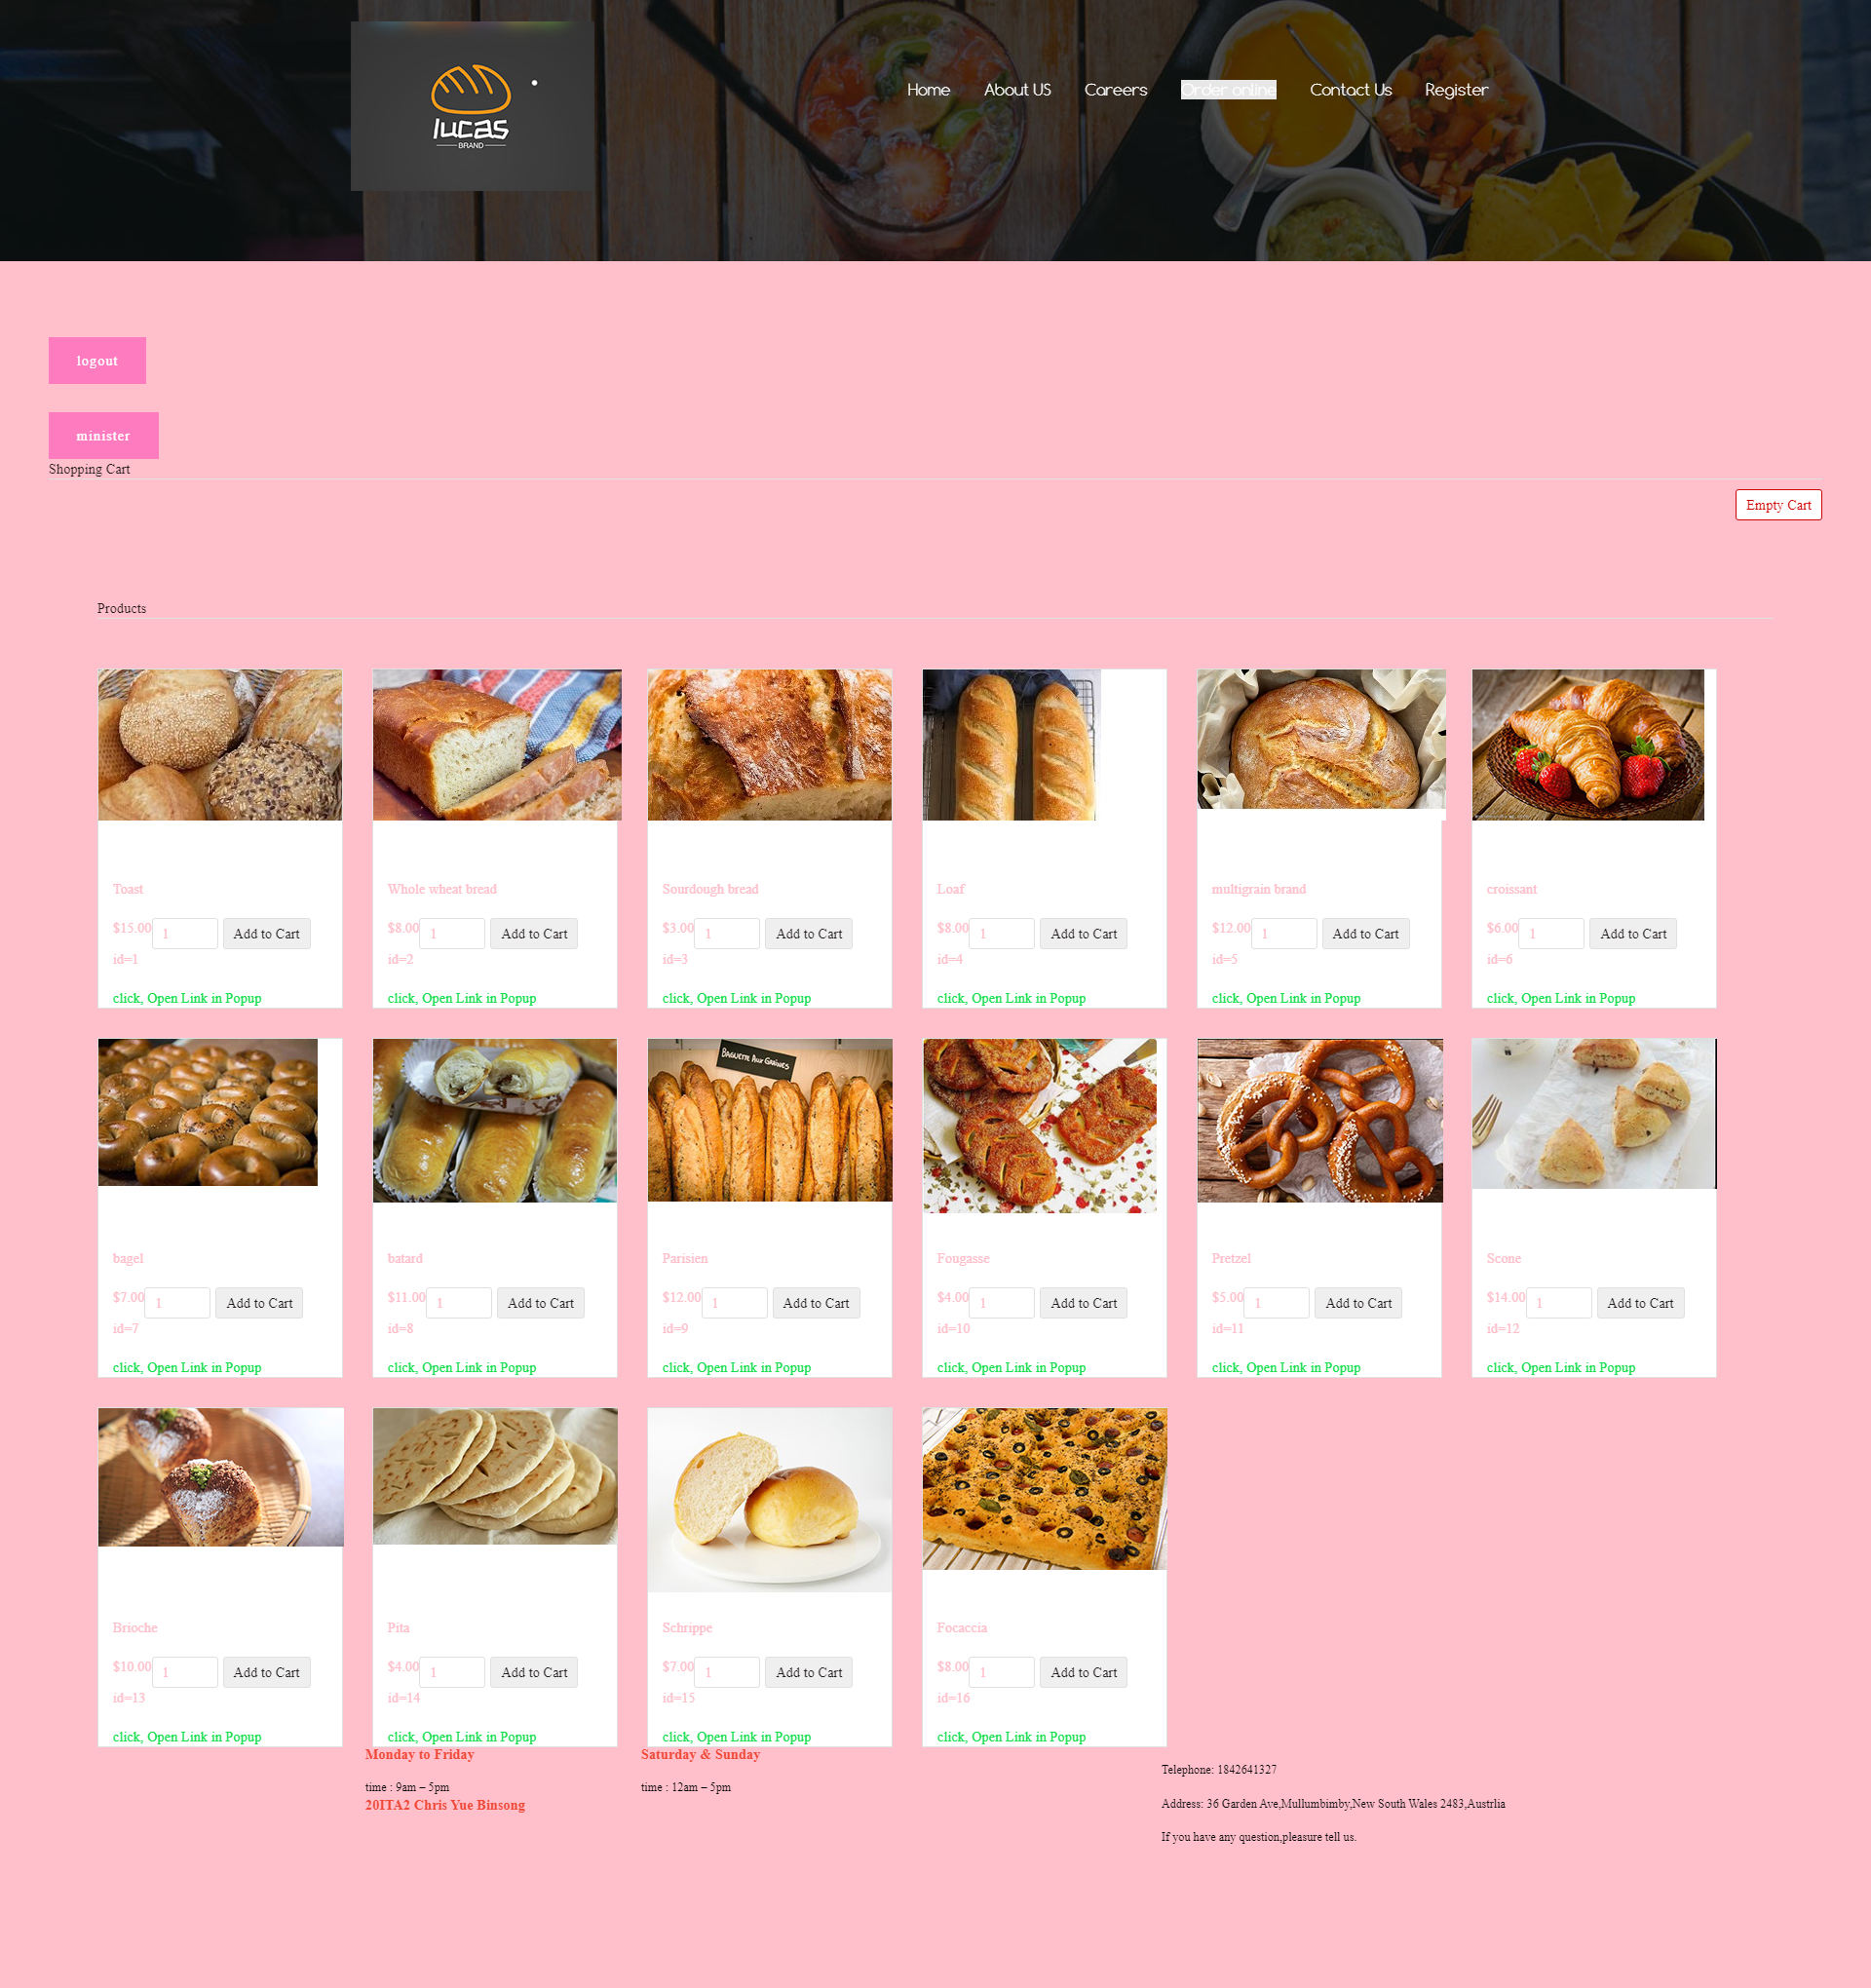 lucas
BRAND
Home About US Careers Order online Contact Us Register
logout
minister
Shopping Cart
Empty Cart
Products
Toast
$15.00 1 Add to Cart
id=1
click, Open Link in Popup
Whole wheat bread
$8.00 1 Add to Cart
id=2
click, Open Link in Popup
Sourdough bread
$3.00 1 Add to Cart
id=3
click, Open Link in Popup
Loaf
$8.00 1 Add to Cart
id=4
click, Open Link in Popup
multigrain brand
$12.00 1 Add to Cart
id=5
click, Open Link in Popup
croissant
$6.00 1 Add to Cart
id=6
click, Open Link in Popup
bagel
$7.00 1 Add to Cart
id=7
click, Open Link in Popup
batard
$11.00 1 Add to Cart
id=8
click, Open Link in Popup
BAGUETTE AUX GRAINES
Parisien
$12.00 1 Add to Cart
id=9
click, Open Link in Popup
Fougasse
$4.00 1 Add to Cart
id=10
click, Open Link in Popup
Pretzel
$5.00 1 Add to Cart
id=11
click, Open Link in Popup
Scone
$14.00 1 Add to Cart
id=12
click, Open Link in Popup
Brioche
$10.00 1 Add to Cart
id=13
click, Open Link in Popup
Pita
$4.00 1 Add to Cart
id=14
click, Open Link in Popup
Schrippe
$7.00 1 Add to Cart
id=15
click, Open Link in Popup
Focaccia
$8.00 1 Add to Cart
id=16
click, Open Link in Popup
Monday to Friday
time : 9am – 5pm
20ITA2 Chris Yue Binsong
Saturday & Sunday
time : 12am – 5pm
Telephone: 1842641327
Address: 36 Garden Ave,Mullumbimby,New South Wales 2483,Austrlia
If you have any question,pleasure tell us.